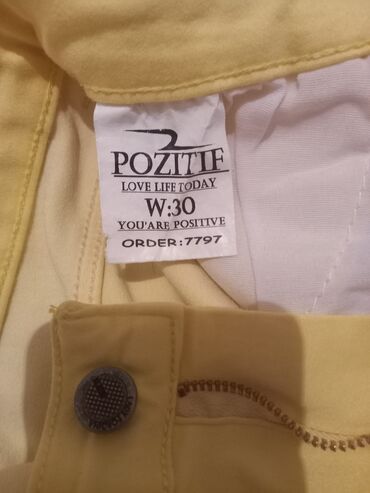 POZITIF
LOVE LIFE TODAY
W:30
YOU'ARE POSITIVE
ORDER:7797